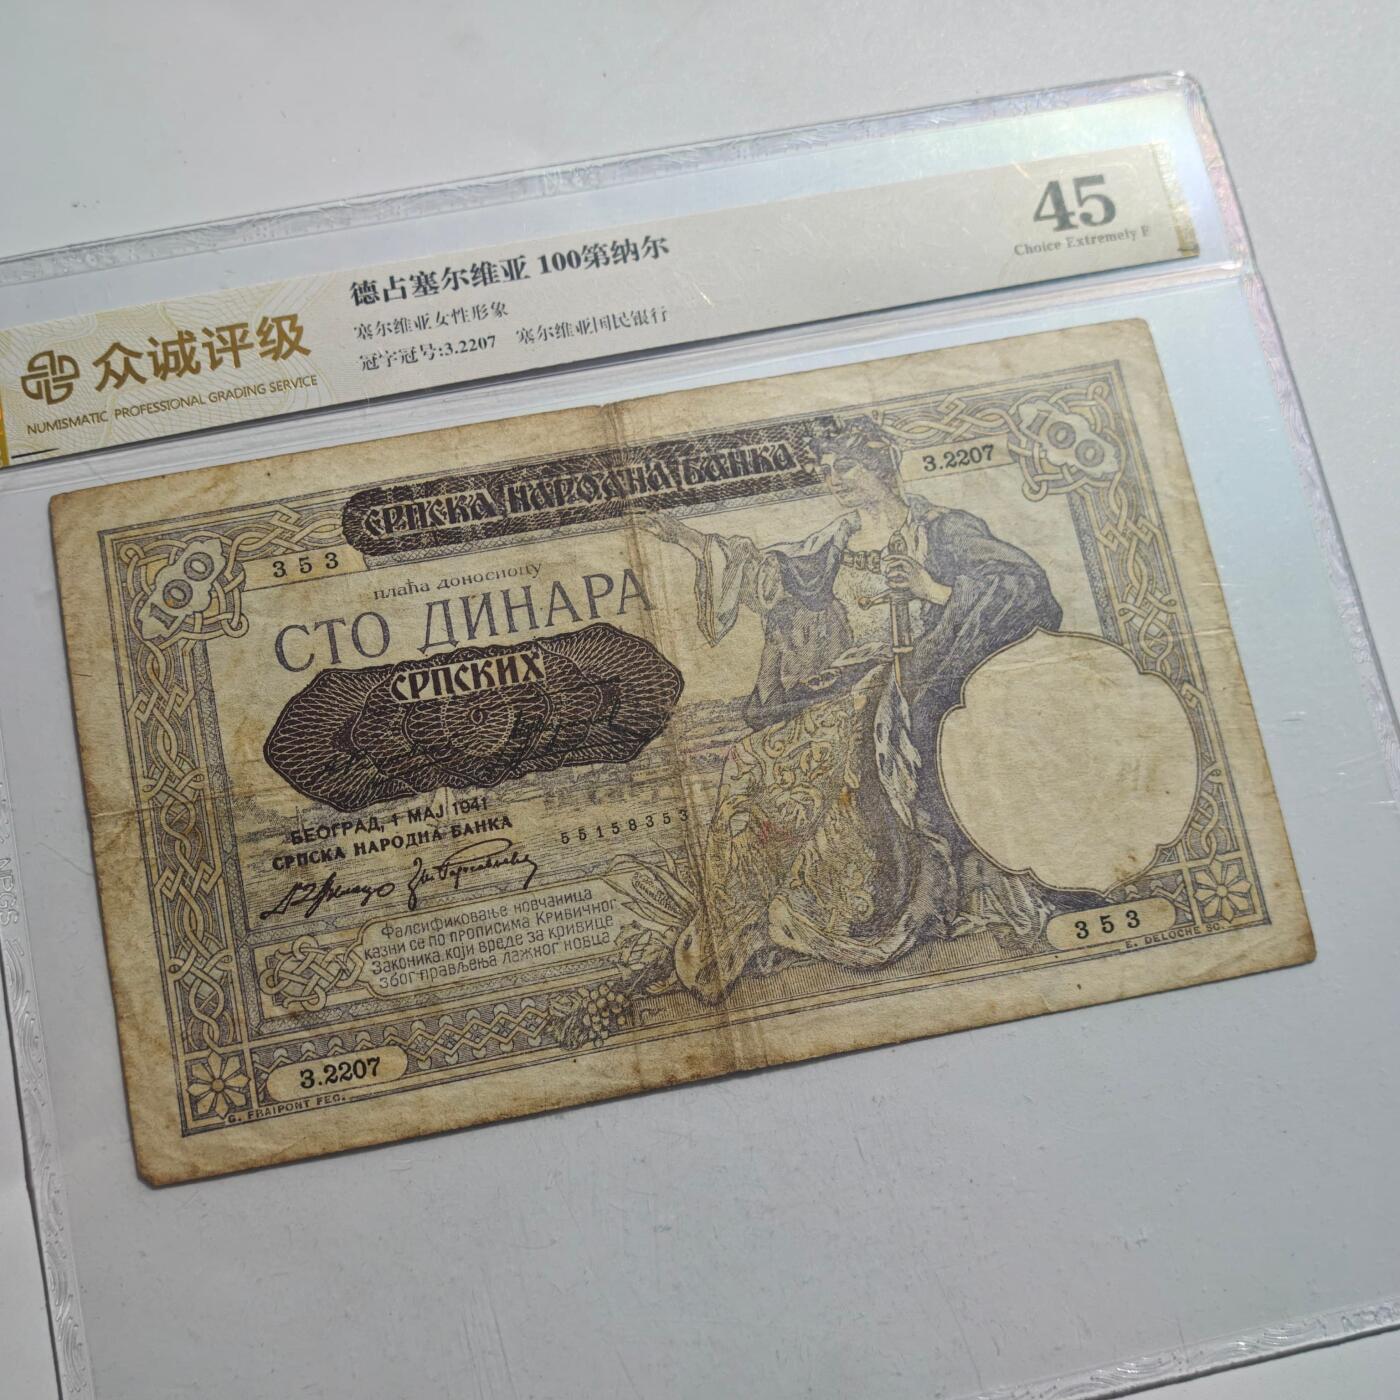 45
Choice Extremely F
德占塞尔维亚 100第纳尔
塞尔维亚女性形象
冠字冠号:3.2207 塞尔维亚国民银行
众诚评级
NUMISMATIC PROFESSIONAL GRADING SERVICE
СРПСКА НАРОДНА БАНКА
3.2207
100
100
353
плаћа доносиоцу
СТО ДИНАРА
СРПСКИХ
БЕОГРАД, 1 МАЈ 1941
СРПСКА НАРОДНА БАНКА
55158353
Фалсификовање новчаница
казни се по прописима Кривичног
Законика који вреде за кривице
због прављења лажног новца
353
E. DELOCHE SC.
3.2207
G. FRAIPONT FEC.
NPGS